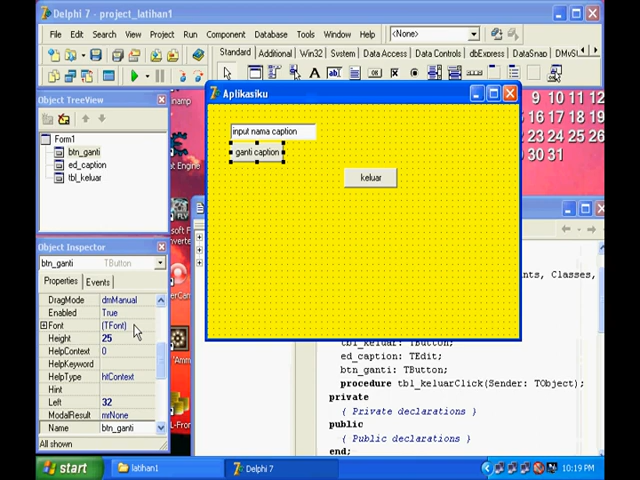 Delphi 7 - project_latihan1
File Edit Search View Project Run Component Database Tools Window Help
<None>
Standard Additional Win32 System Data Access Data Controls dbExpress DataSnap
Object TreeView
Form1
btn_ganti
ed_caption
tbl_keluar
Aplikasiku
input nama caption
ganti caption
keluar
9 10 11
16 17 18
23 24 25
30 31
Object Inspector
btn_ganti TButton
Properties Events
DragMode dmManual
Enabled True
Font (TFont)
Height 25
HelpContext 0
HelpKeyword
HelpType htContext
Hint
Left 32
ModalResult mrNone
Name btn_ganti
All shown
nts, Classes,
tbl_keluar: TButton;
ed_caption: TEdit;
btn_ganti: TButton;
procedure tbl_keluarClick(Sender: TObject);
private
{ Private declarations }
public
{ Public declarations }
end;
start
latihan1
Delphi 7
10:19 PM